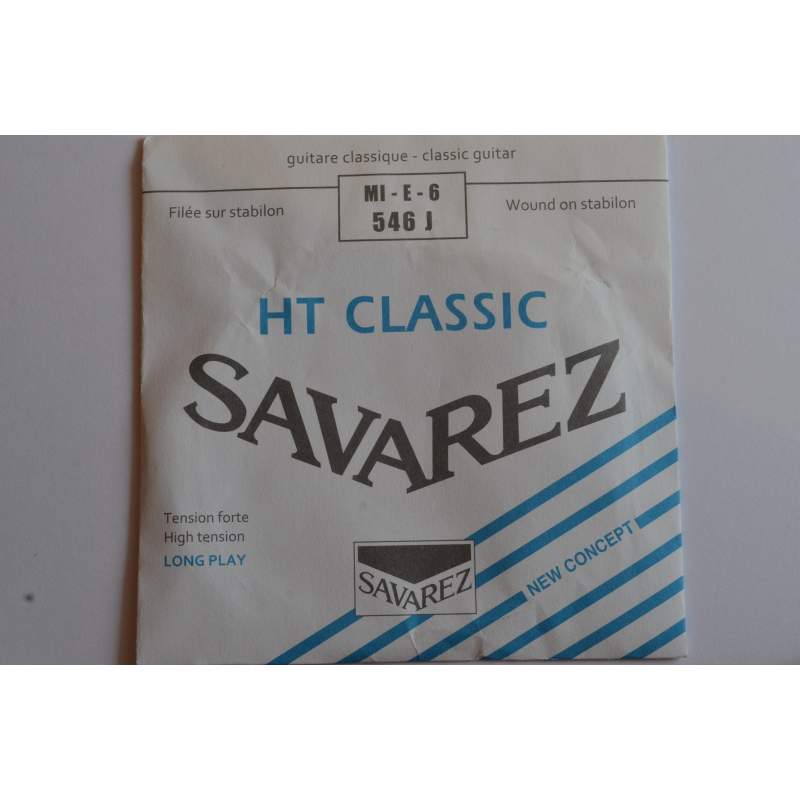 guitare classique - classic guitar
MI - E - 6
546 J
Filée sur stabilon
Wound on stabilon
HT CLASSIC
SAVAREZ
Tension forte
High tension
LONG PLAY
SAVAREZ
NEW CONCEPT